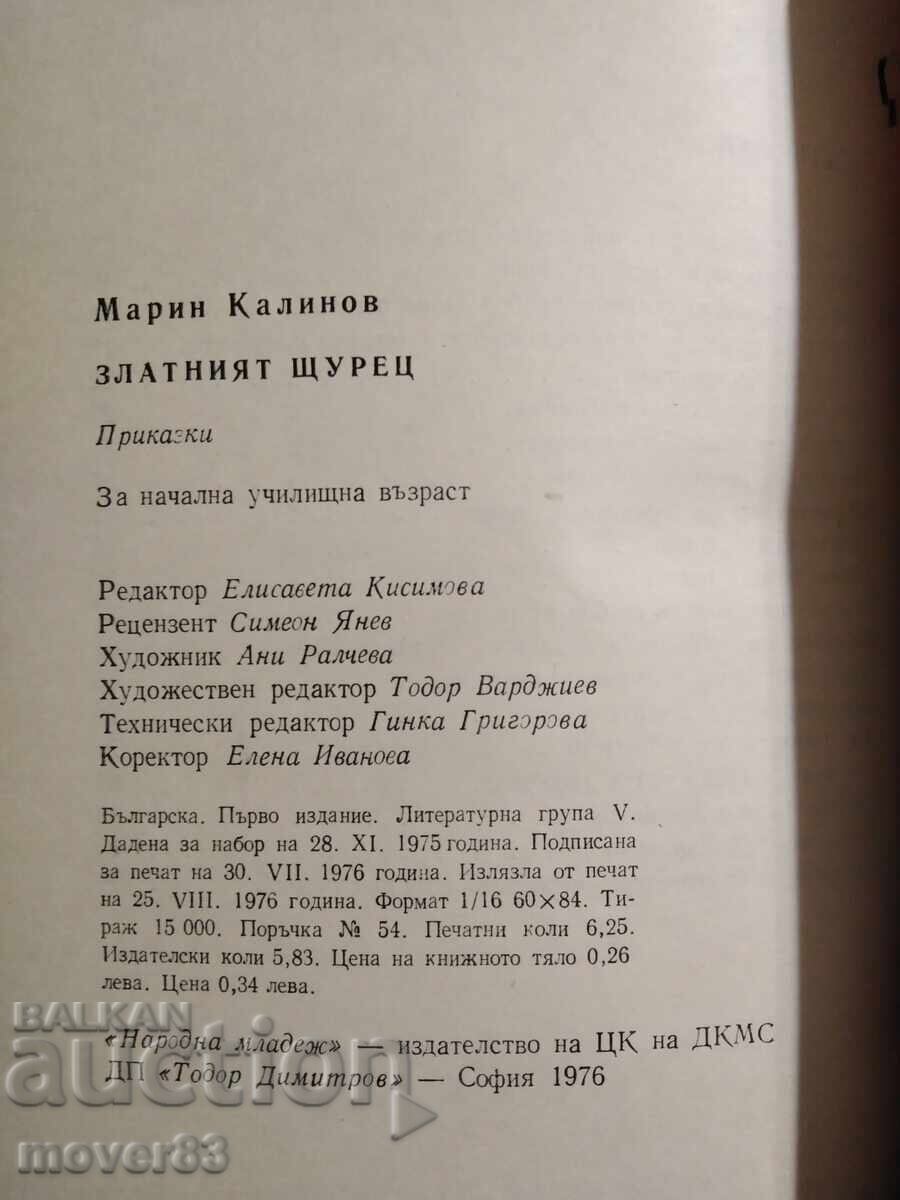 Марин Калинов
ЗЛАТНИЯТ ЩУРЕЦ
Приказки
За начална училищна възраст
Редактор Елисавета Кисимова
Рецензент Симеон Янев
Художник Ани Ралчева
Художествен редактор Тодор Варджиев
Технически редактор Гинка Григорова
Коректор Елена Иванова
Българска. Първо издание. Литературна група V.
Дадена за набор на 28. XI. 1975 година. Подписана
за печат на 30. VII. 1976 година. Излязла от печат
на 25. VIII. 1976 година. Формат 1/16 60×84. Ти-
раж 15 000. Поръчка № 54. Печатни коли 6,25.
Издателски коли 5,83. Цена на книжното тяло 0,26
лева. Цена 0,34 лева.
«Народна младеж» — издателство на ЦК на ДКМС
ДП «Тодор Димитров» — София 1976
BALKAN
auction
mover83